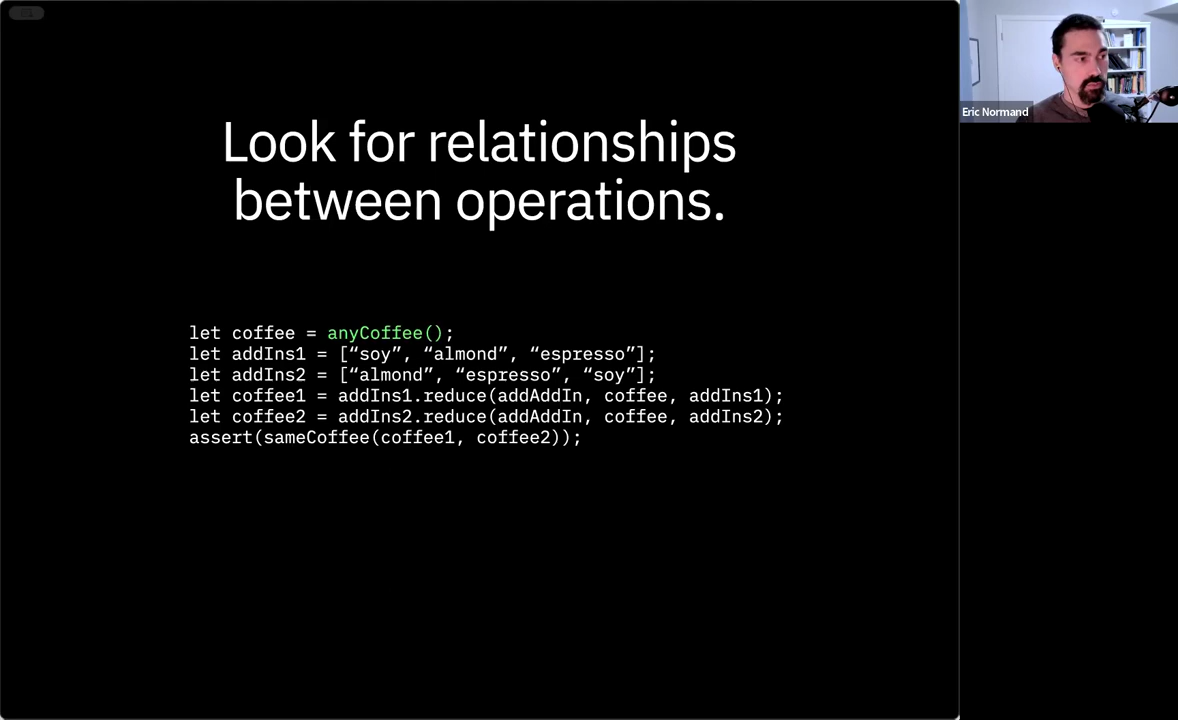 Look for relationships
between operations.
let coffee = anyCoffee();
let addIns1 = [“soy”, “almond”, “espresso”];
let addIns2 = [“almond”, “espresso”, “soy”];
let coffee1 = addIns1.reduce(addAddIn, coffee, addIns1);
let coffee2 = addIns2.reduce(addAddIn, coffee, addIns2);
assert(sameCoffee(coffee1, coffee2));
Eric Normand